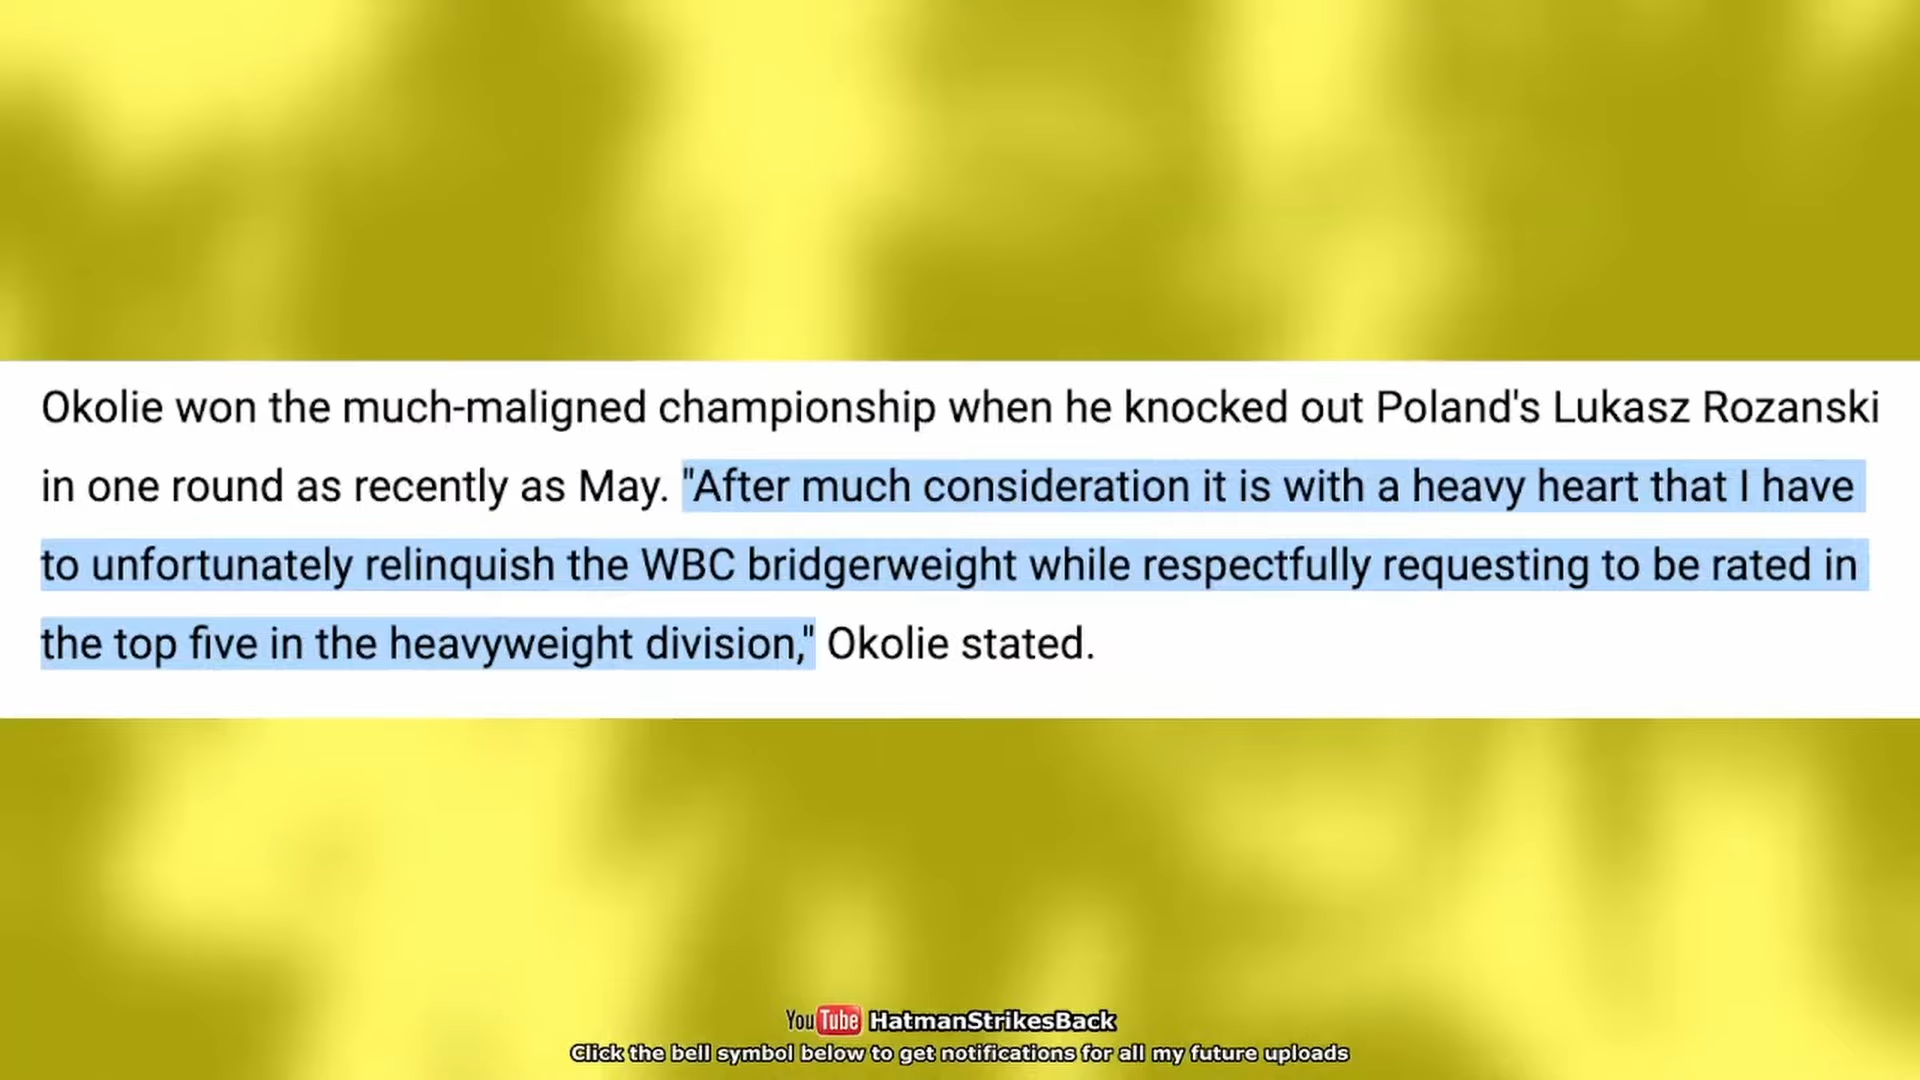 Okolie won the much-maligned championship when he knocked out Poland's Lukasz Rozanski
in one round as recently as May. "After much consideration it is with a heavy heart that I have
to unfortunately relinquish the WBC bridgerweight while respectfully requesting to be rated in
the top five in the heavyweight division," Okolie stated.
YouTube HatmanStrikesBack
Click the bell symbol below to get notifications for all my future uploads